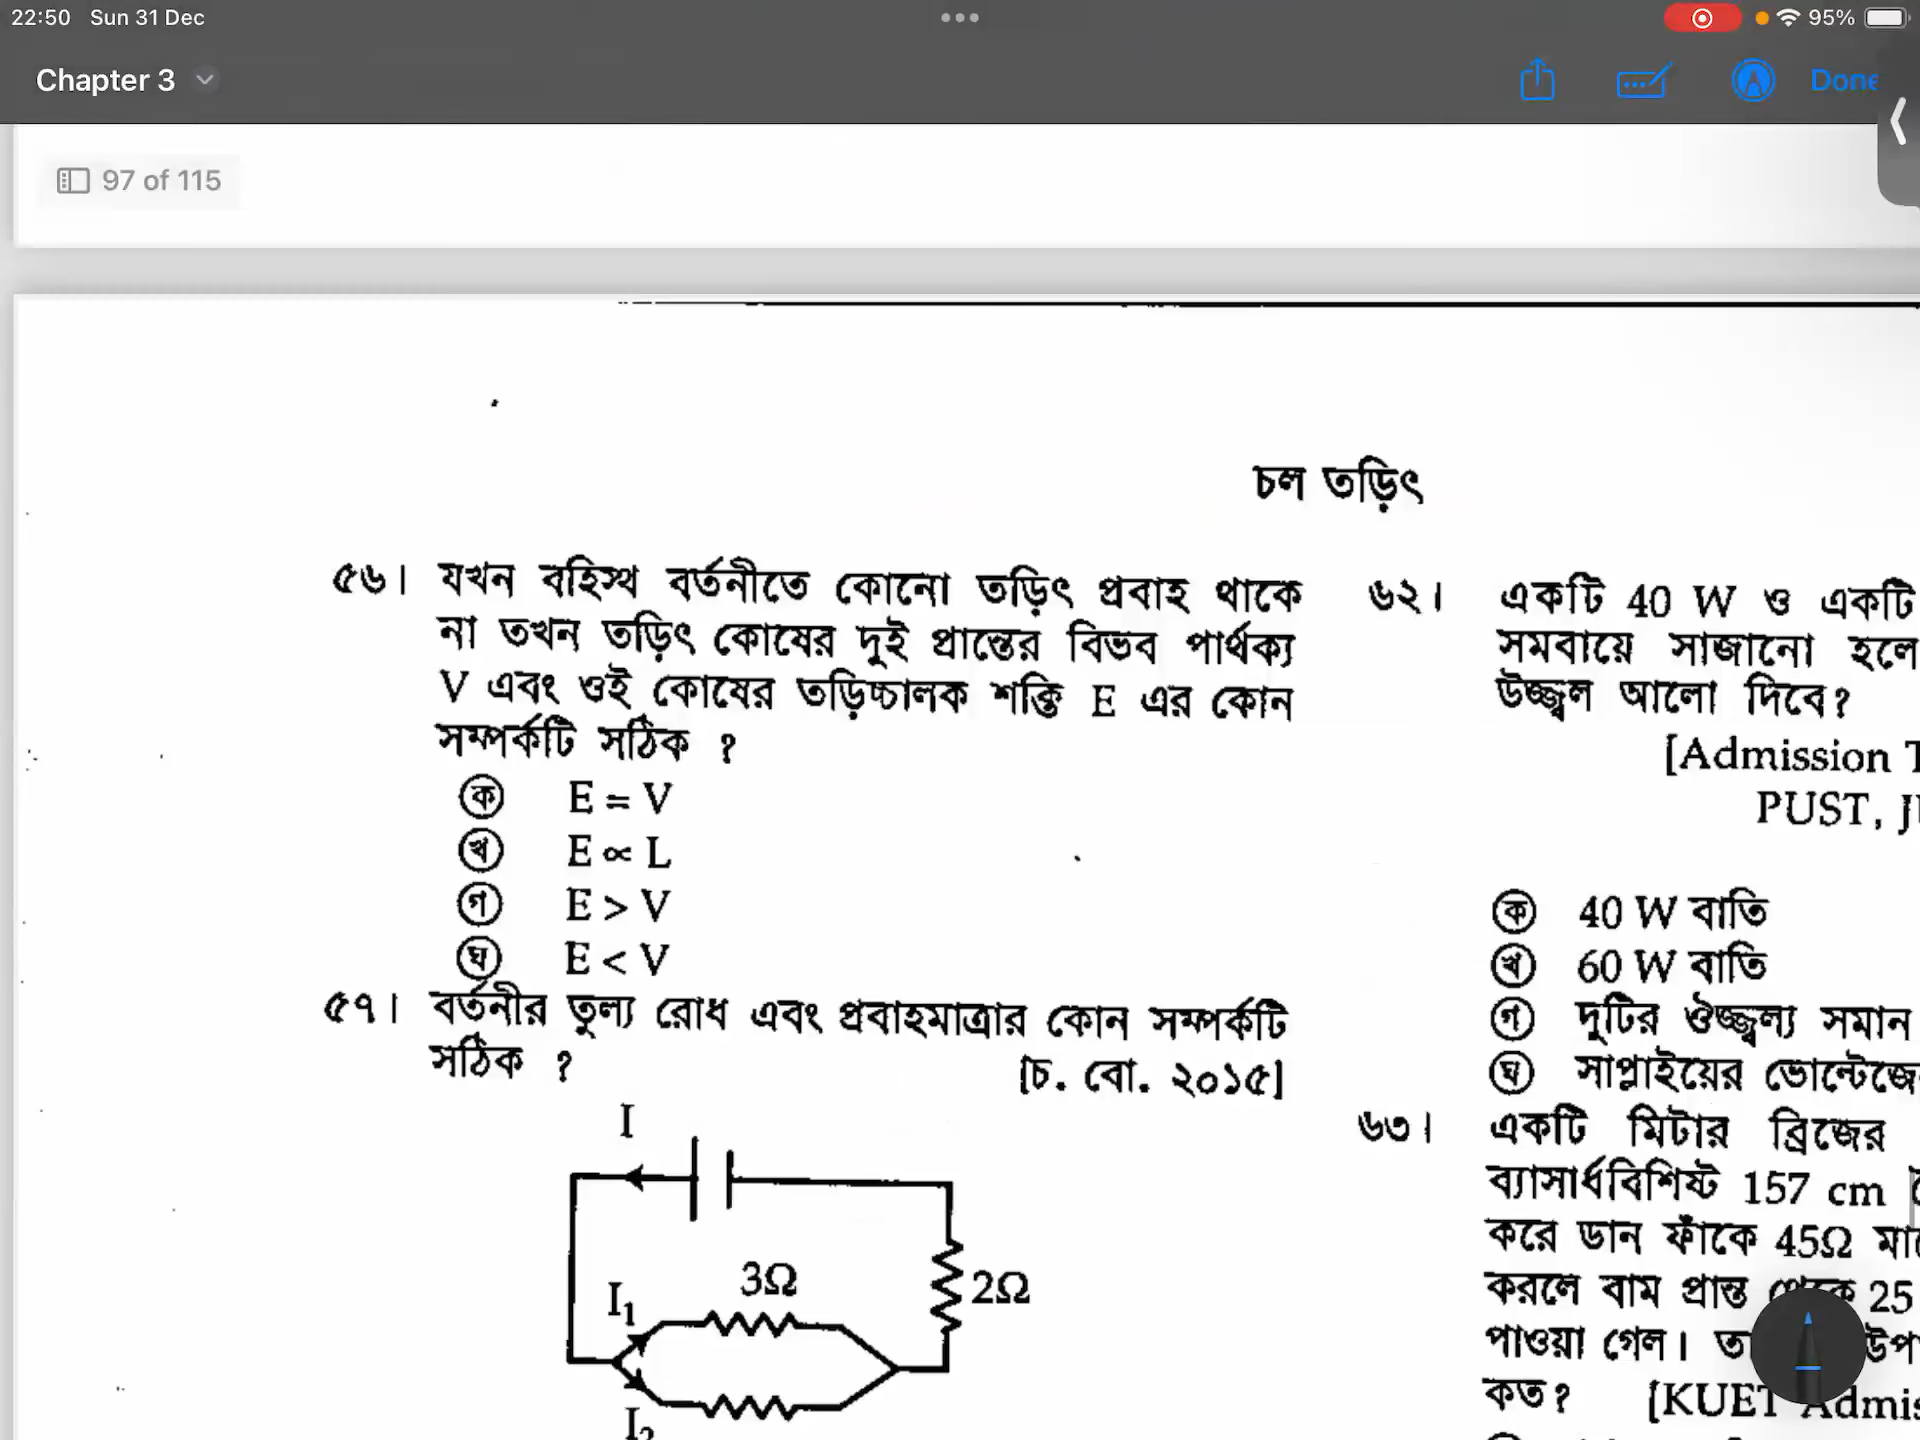 22:50 Sun 31 Dec
95%
Chapter 3
Done
97 of 115
চল তড়িৎ
৫৬। যখন বহিস্থ বর্তনীতে কোনো তড়িৎ প্রবাহ থাকে
না তখন তড়িৎ কোষের দুই প্রান্তের বিভব পার্থক্য
V এবং ওই কোষের তড়িচ্চালক শক্তি E এর কোন
সম্পর্কটি সঠিক ?
ক E = V
খ E ∝ L
গ E > V
ঘ E < V
৫৭। বর্তনীর তুল্য রোধ এবং প্রবাহমাত্রার কোন সম্পর্কটি
সঠিক ? [চ. বো. ২০১৫]
I
3Ω
2Ω
I₁
I₂
৬২। একটি 40 W ও একটি
সমবায়ে সাজানো হলে
উজ্জ্বল আলো দিবে?
[Admission
PUST,
ক 40 W বাতি
খ 60 W বাতি
গ দুটির ঔজ্জ্বল্য সমান
ঘ সাপ্লাইয়ের
৬৩। একটি মিটার ব্রিজের
ব্যাসার্ধবিশিষ্ট 157 cm
করে ডান ফাঁকে 45Ω
করলে বাম প্রান্ত 25
পাওয়া গেল।
কত? [KUET